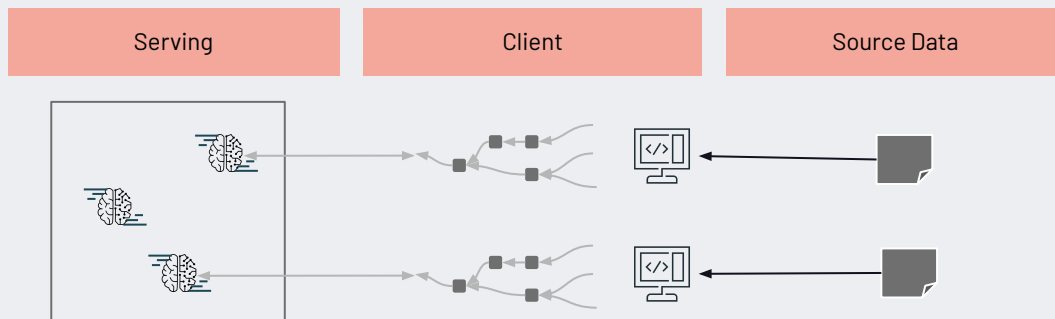 Serving
Client
Source Data
</>
</>